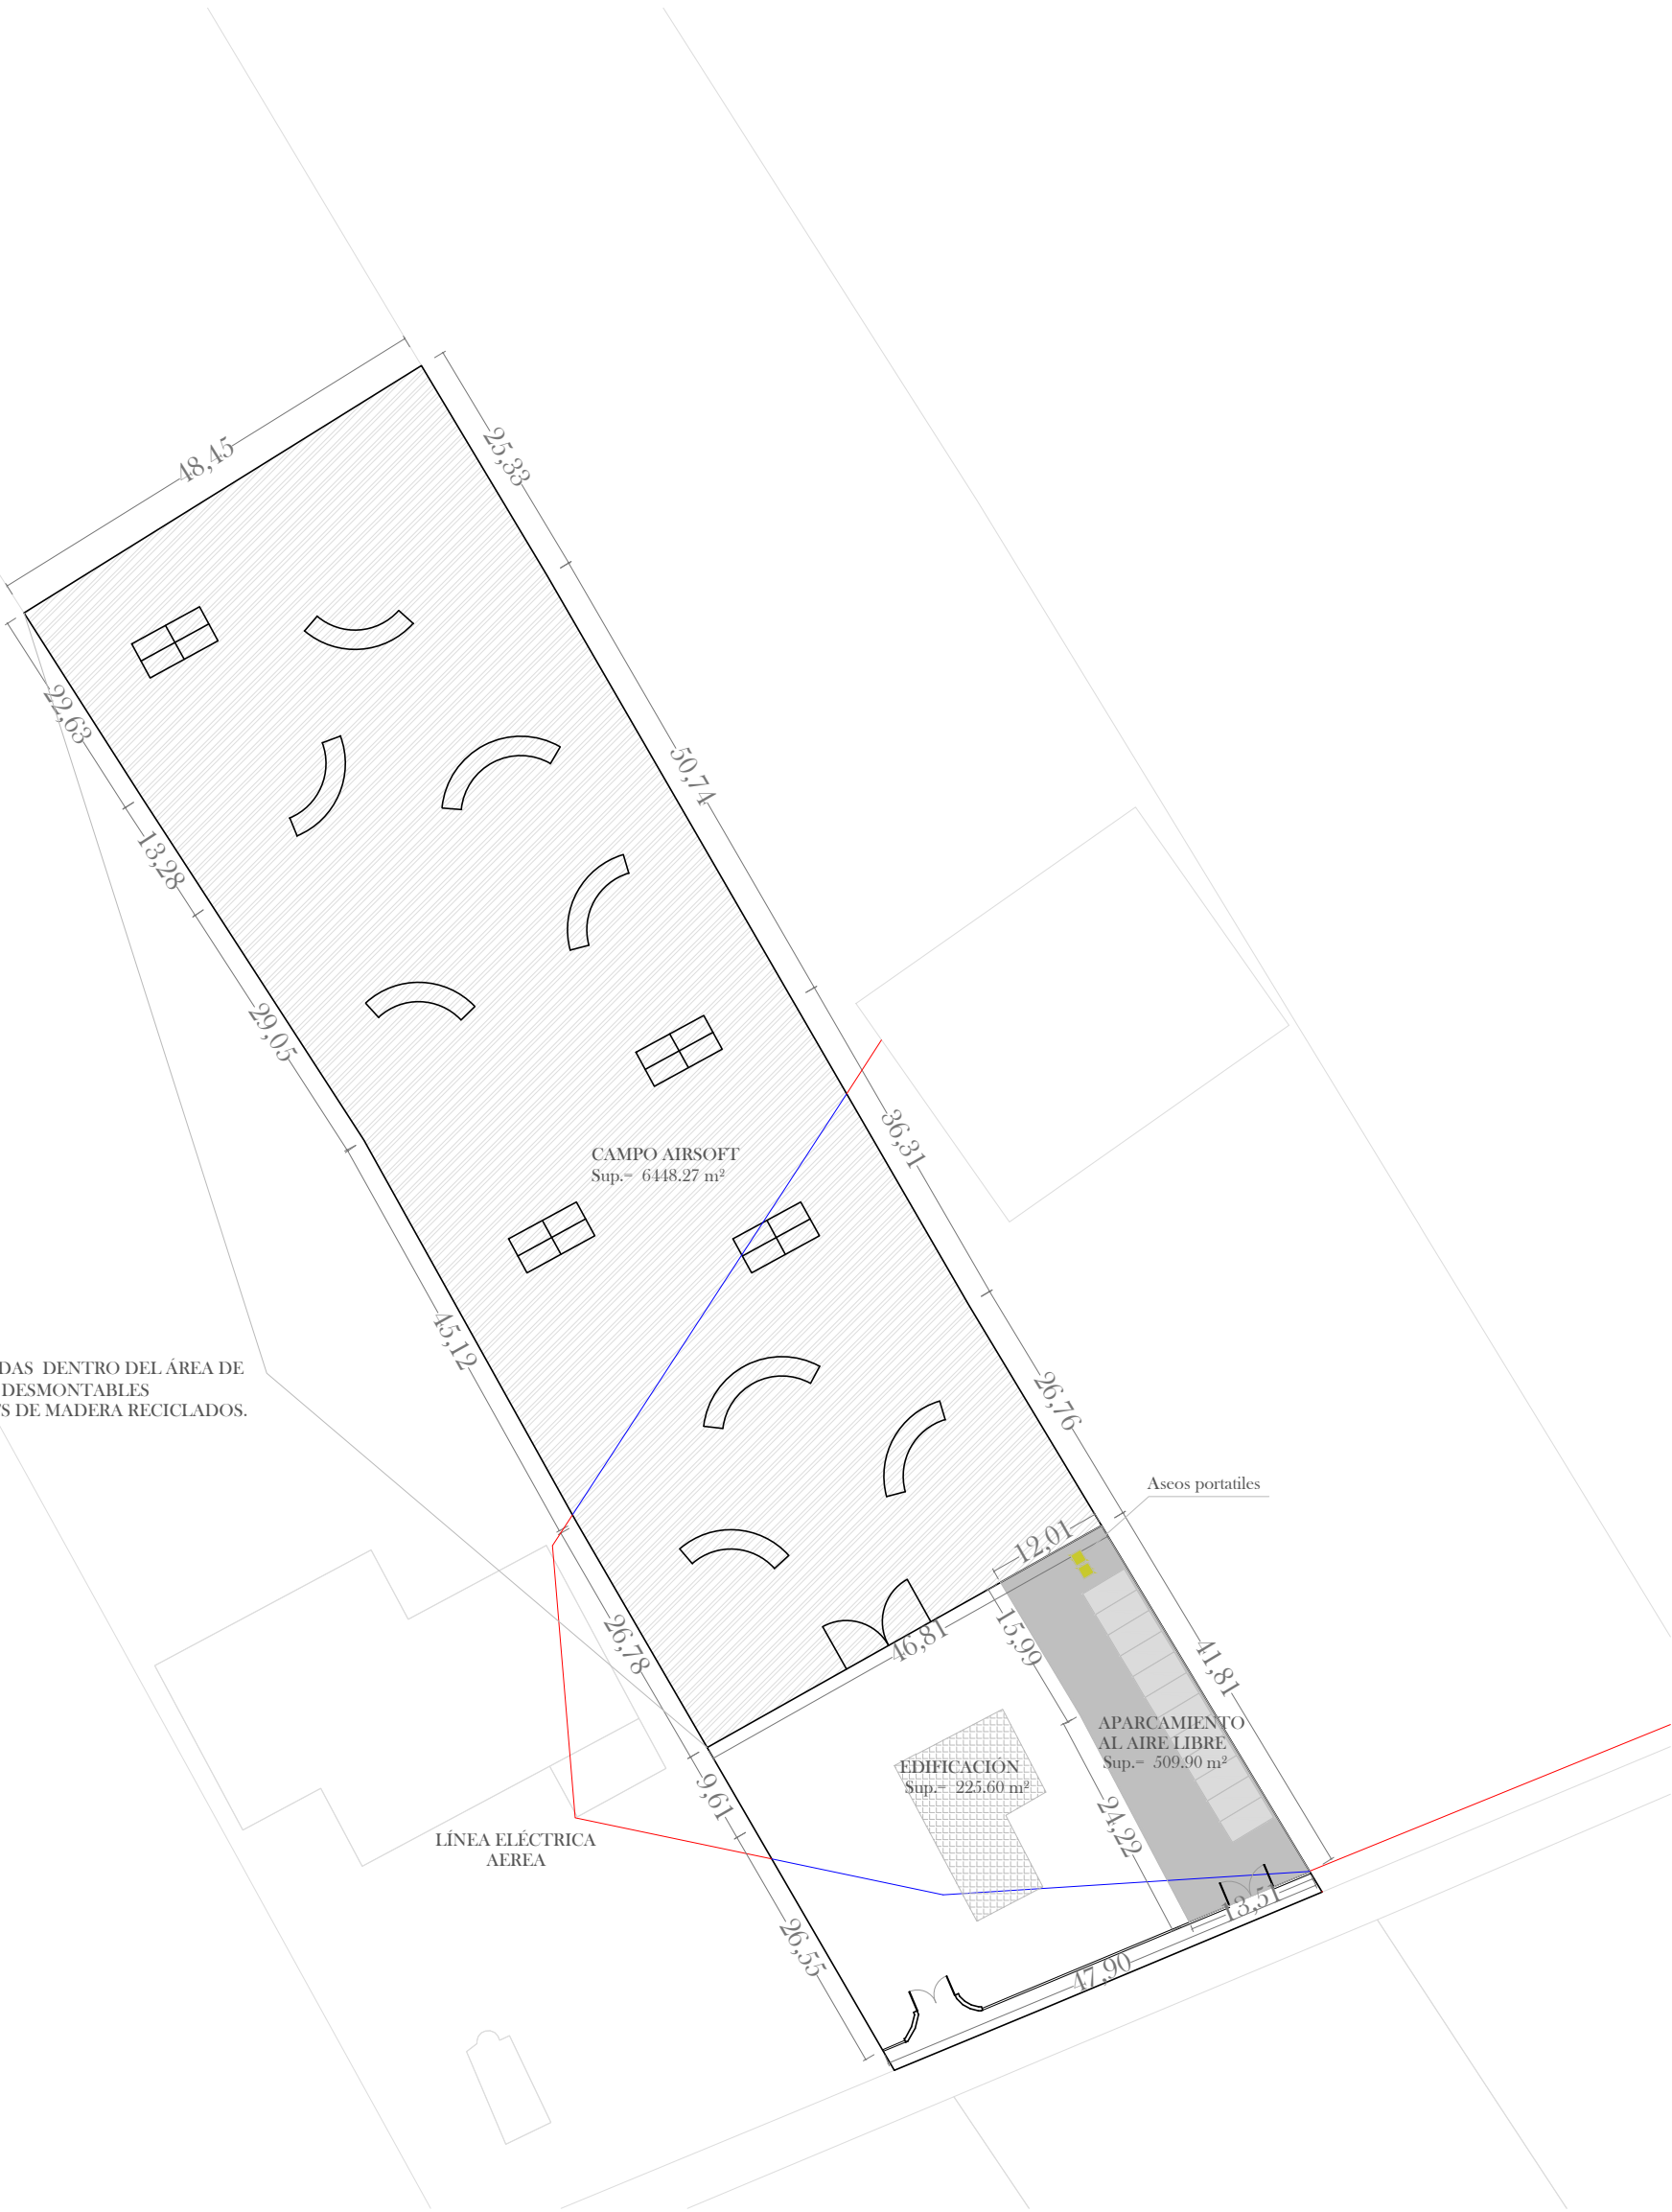 48,45
25,33
22,63
13,28
50,74
29,05
36,31
CAMPO AIRSOFT
Sup.= 6448.27 m²
45,12
DAS DENTRO DEL ÁREA DE
DESMONTABLES
S DE MADERA RECICLADOS.
26,76
Aseos portatiles
12,01
26,78
46,81
15,99
41,81
APARCAMIENTO
AL AIRE LIBRE
Sup.= 509.90 m²
EDIFICACIÓN
Sup.= 225.60 m²
9,61
24,22
LÍNEA ELÉCTRICA
AEREA
13,51
26,55
47,90